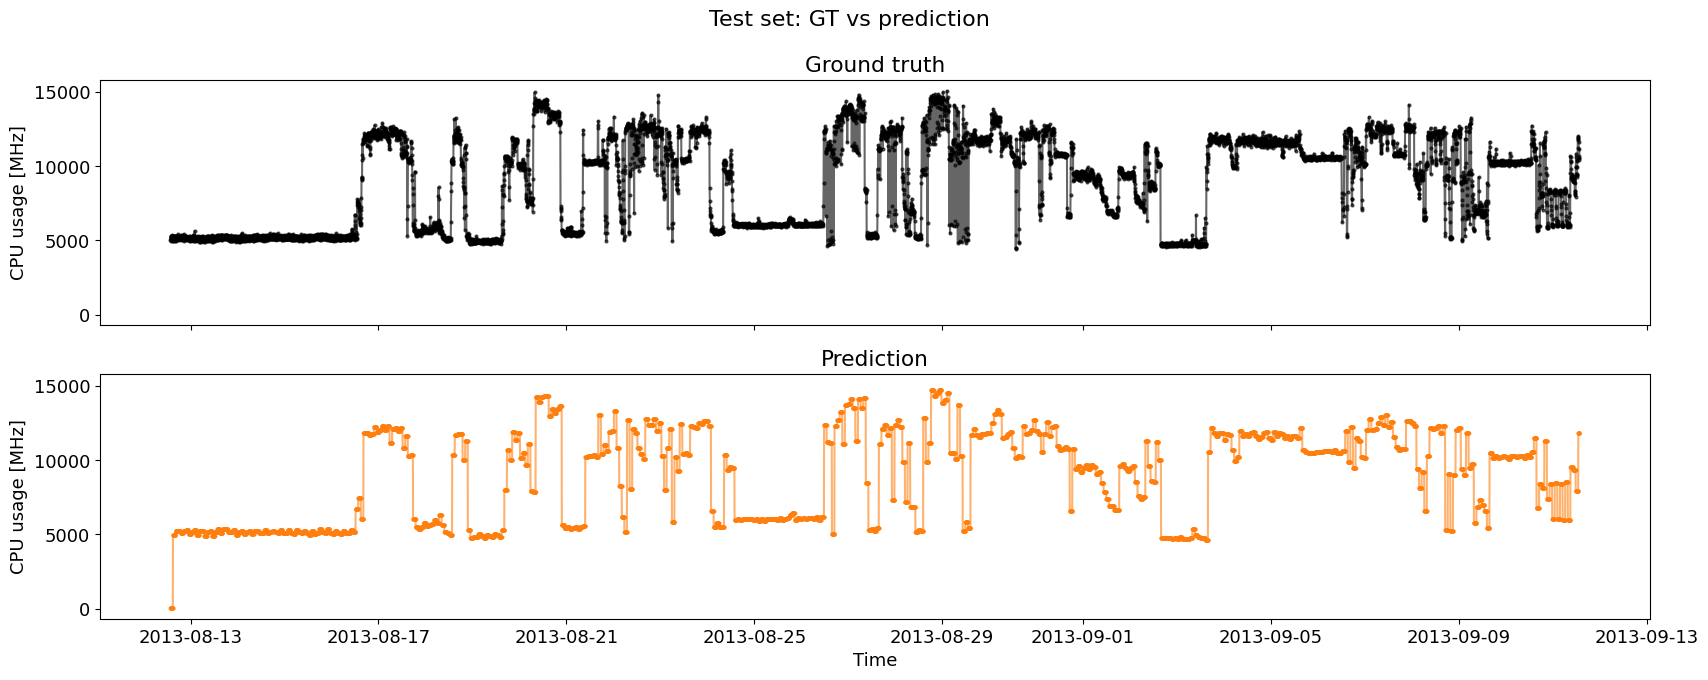 Test set: GT vs prediction
Ground truth
CPU usage [MHz]
15000
10000
5000
0
Prediction
CPU usage [MHz]
15000
10000
5000
0
2013-08-13 2013-08-17 2013-08-21 2013-08-25 2013-08-29 2013-09-01 2013-09-05 2013-09-09 2013-09-13
Time